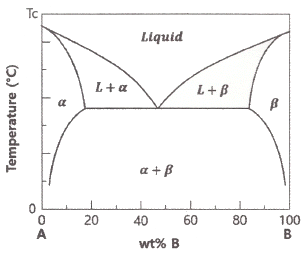 Tc
Liquid
L + α
L + β
α
β
α + β
Temperature (°C)
0
0 20 40 60 80 100
A B
wt% B